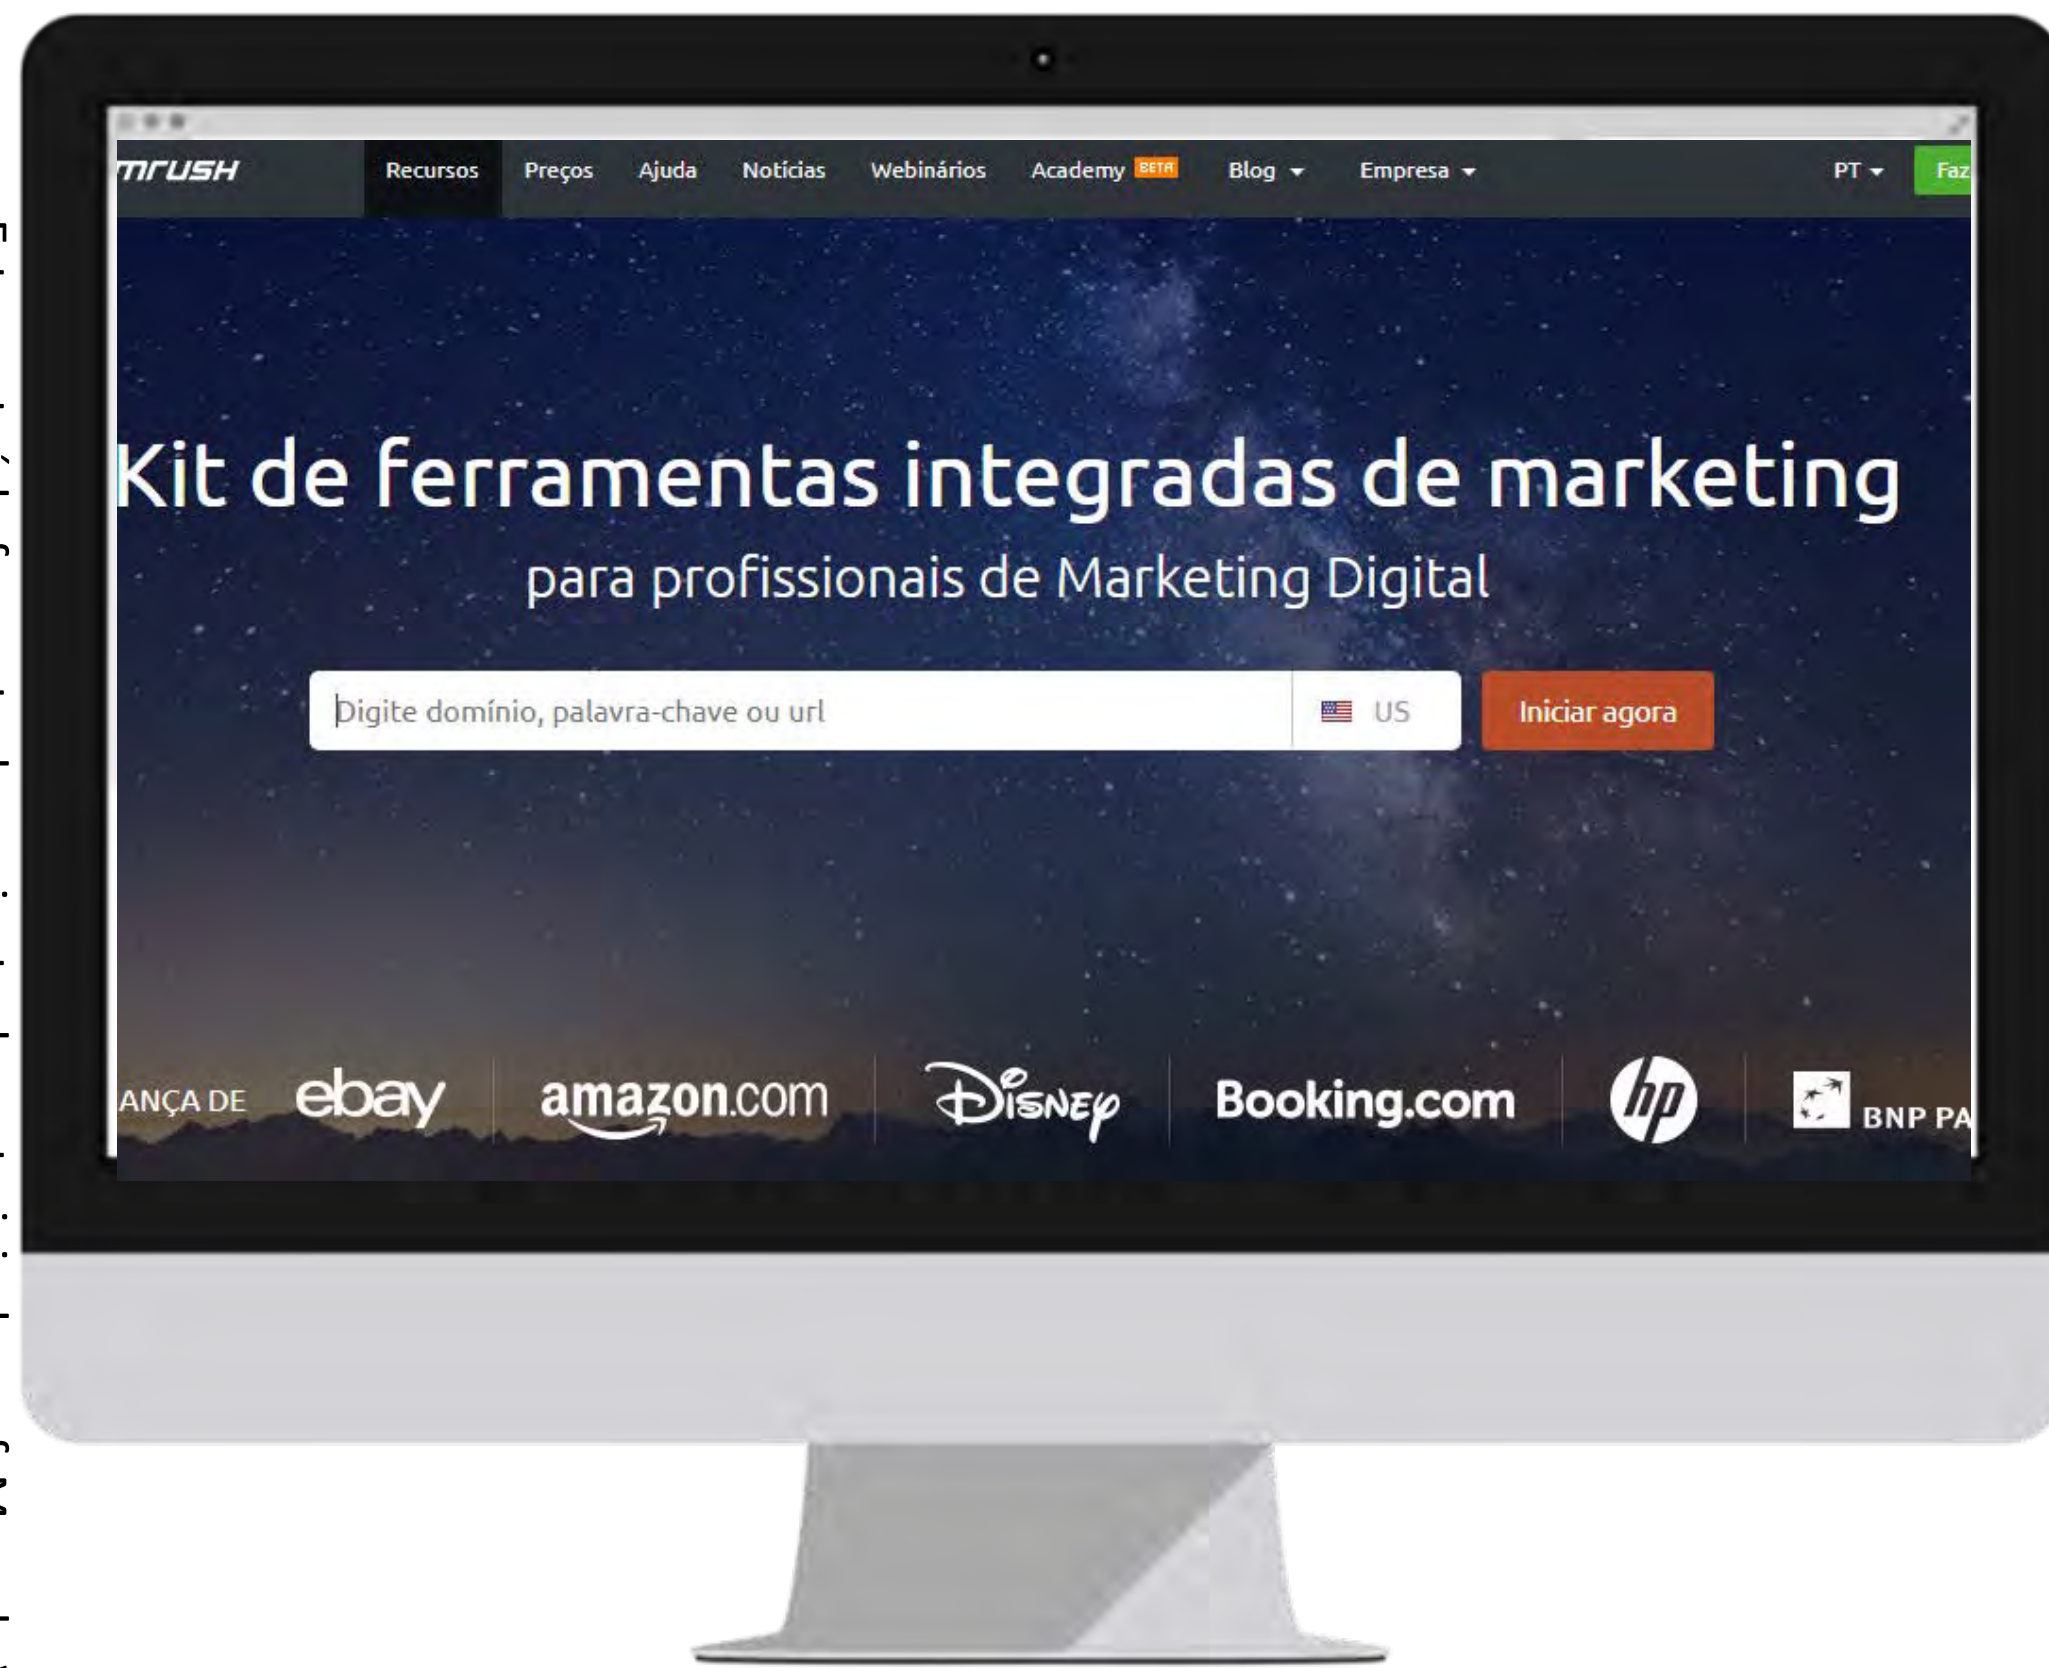 mrush Recursos Preços Ajuda Notícias Webinários Academy BETA Blog Empresa PT Faz
Kit de ferramentas integradas de marketing
para profissionais de Marketing Digital
Digite domínio, palavra-chave ou url US Iniciar agora
ANÇA DE ebay amazon.com Disney Booking.com hp BNP PA